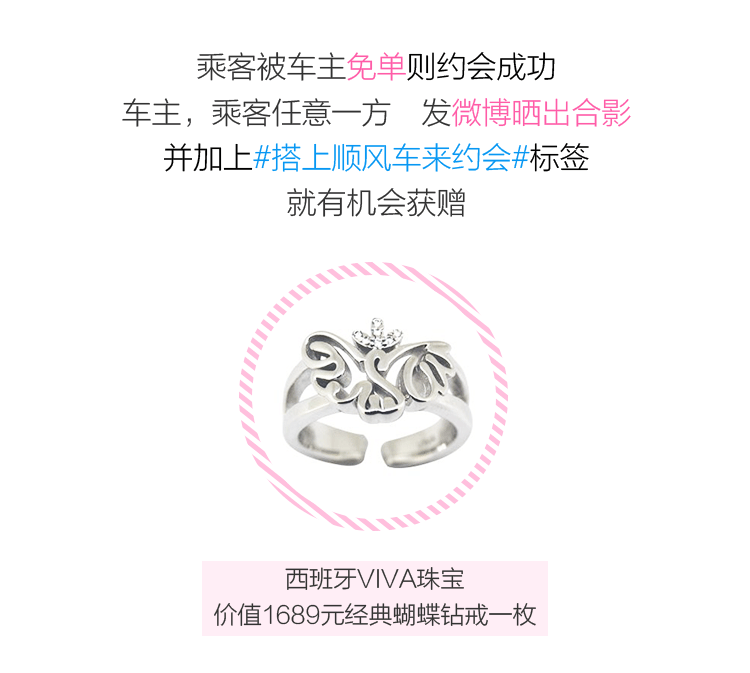 乘客被车主免单则约会成功
车主，乘客任意一方　发微博晒出合影
并加上#搭上顺风车来约会#标签
就有机会获赠
西班牙VIVA珠宝
价值1689元经典蝴蝶钻戒一枚